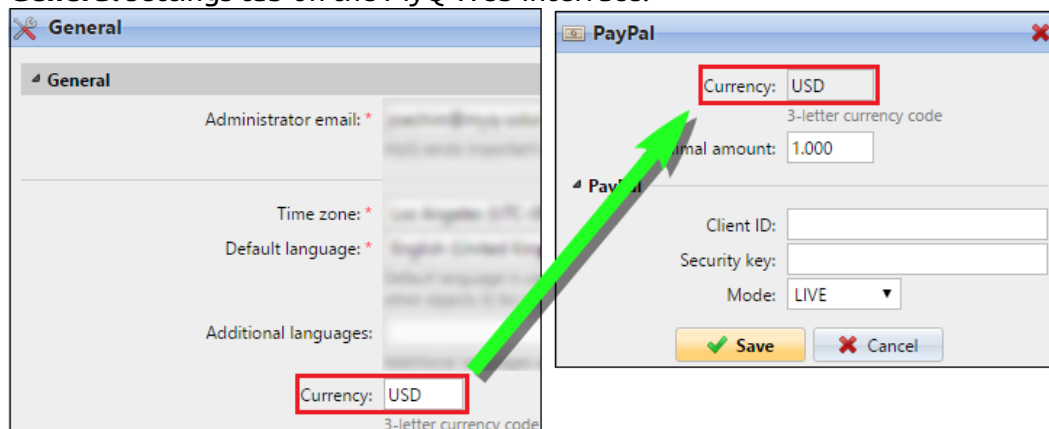 General settings tab on the MyQ Web Interface.
General
General
Administrator email: *
Time zone: *
Default language: *
Additional languages:
Currency: USD
3-letter currency code
PayPal
Currency: USD
3-letter currency code
imal amount: 1.000
PayPal
Client ID:
Security key:
Mode: LIVE
Save Cancel